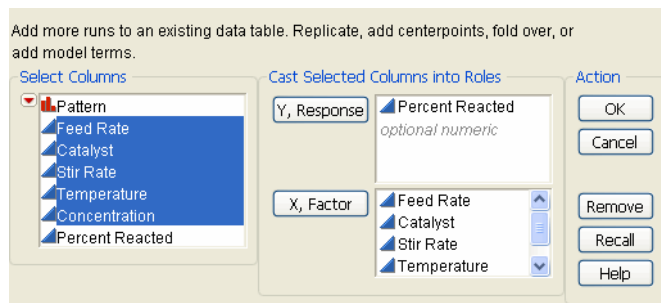 Add more runs to an existing data table. Replicate, add centerpoints, fold over, or
add model terms.
Select Columns
Pattern
Feed Rate
Catalyst
Stir Rate
Temperature
Concentration
Percent Reacted
Cast Selected Columns into Roles
Y, Response
Percent Reacted
optional numeric
X, Factor
Feed Rate
Catalyst
Stir Rate
Temperature
Action
OK
Cancel
Remove
Recall
Help